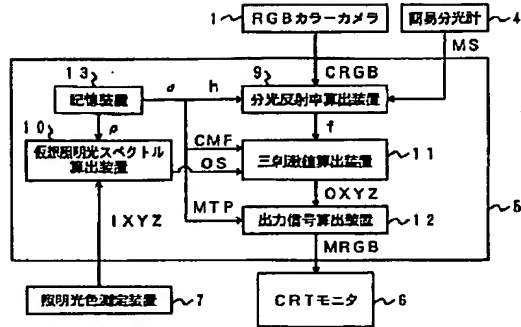 1
RGBカラーカメラ
簡易分光計
4
MS
13
9
CRGB
記憶装置
d
h
分光反射率算出装置
10
ρ
f
仮想照明光スペクトル
算出装置
CMF
OS
三刺激値算出装置
11
OXYZ
IXYZ
MTP
出力信号算出装置
12
5
MRGB
照明光色測定装置
7
CRTモニタ
6